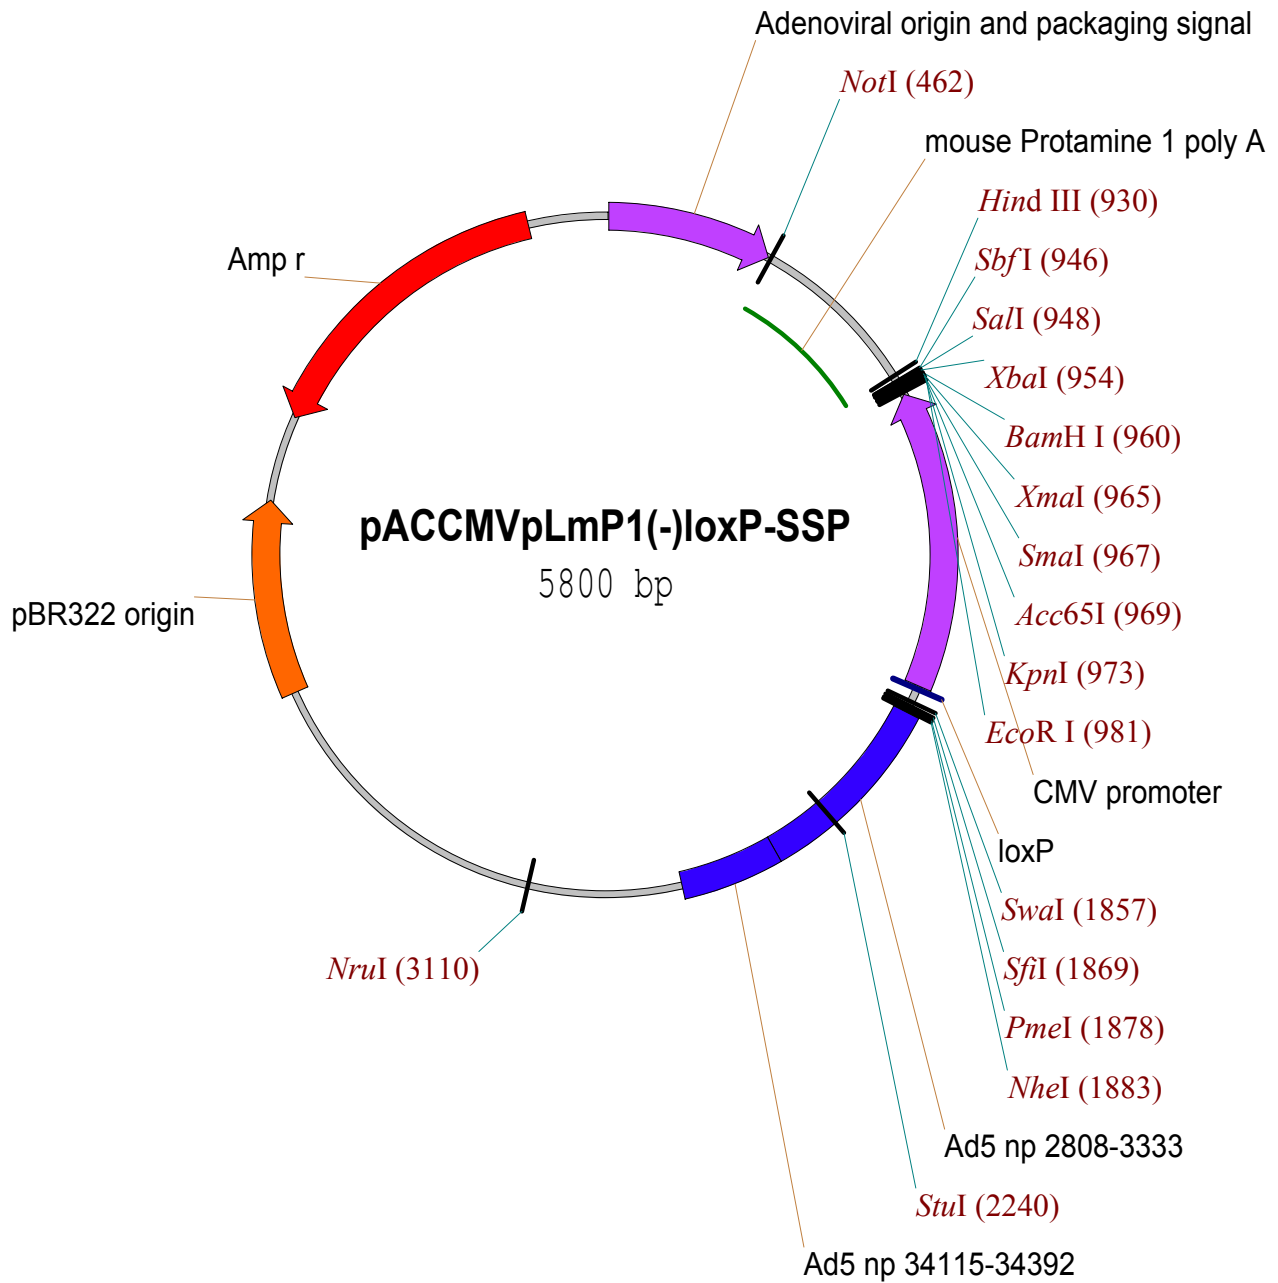 Adenoviral origin and packaging signal
NotI (462)
mouse Protamine 1 poly A
Hind III (930)
Amp r
SbfI (946)
SalI (948)
XbaI (954)
BamH I (960)
XmaI (965)
pACCMVpLmP1(-)loxP-SSP
SmaI (967)
5800 bp
Acc65I (969)
pBR322 origin
KpnI (973)
EcoR I (981)
CMV promoter
loxP
SwaI (1857)
NruI (3110)
SfiI (1869)
PmeI (1878)
NheI (1883)
Ad5 np 2808-3333
StuI (2240)
Ad5 np 34115-34392